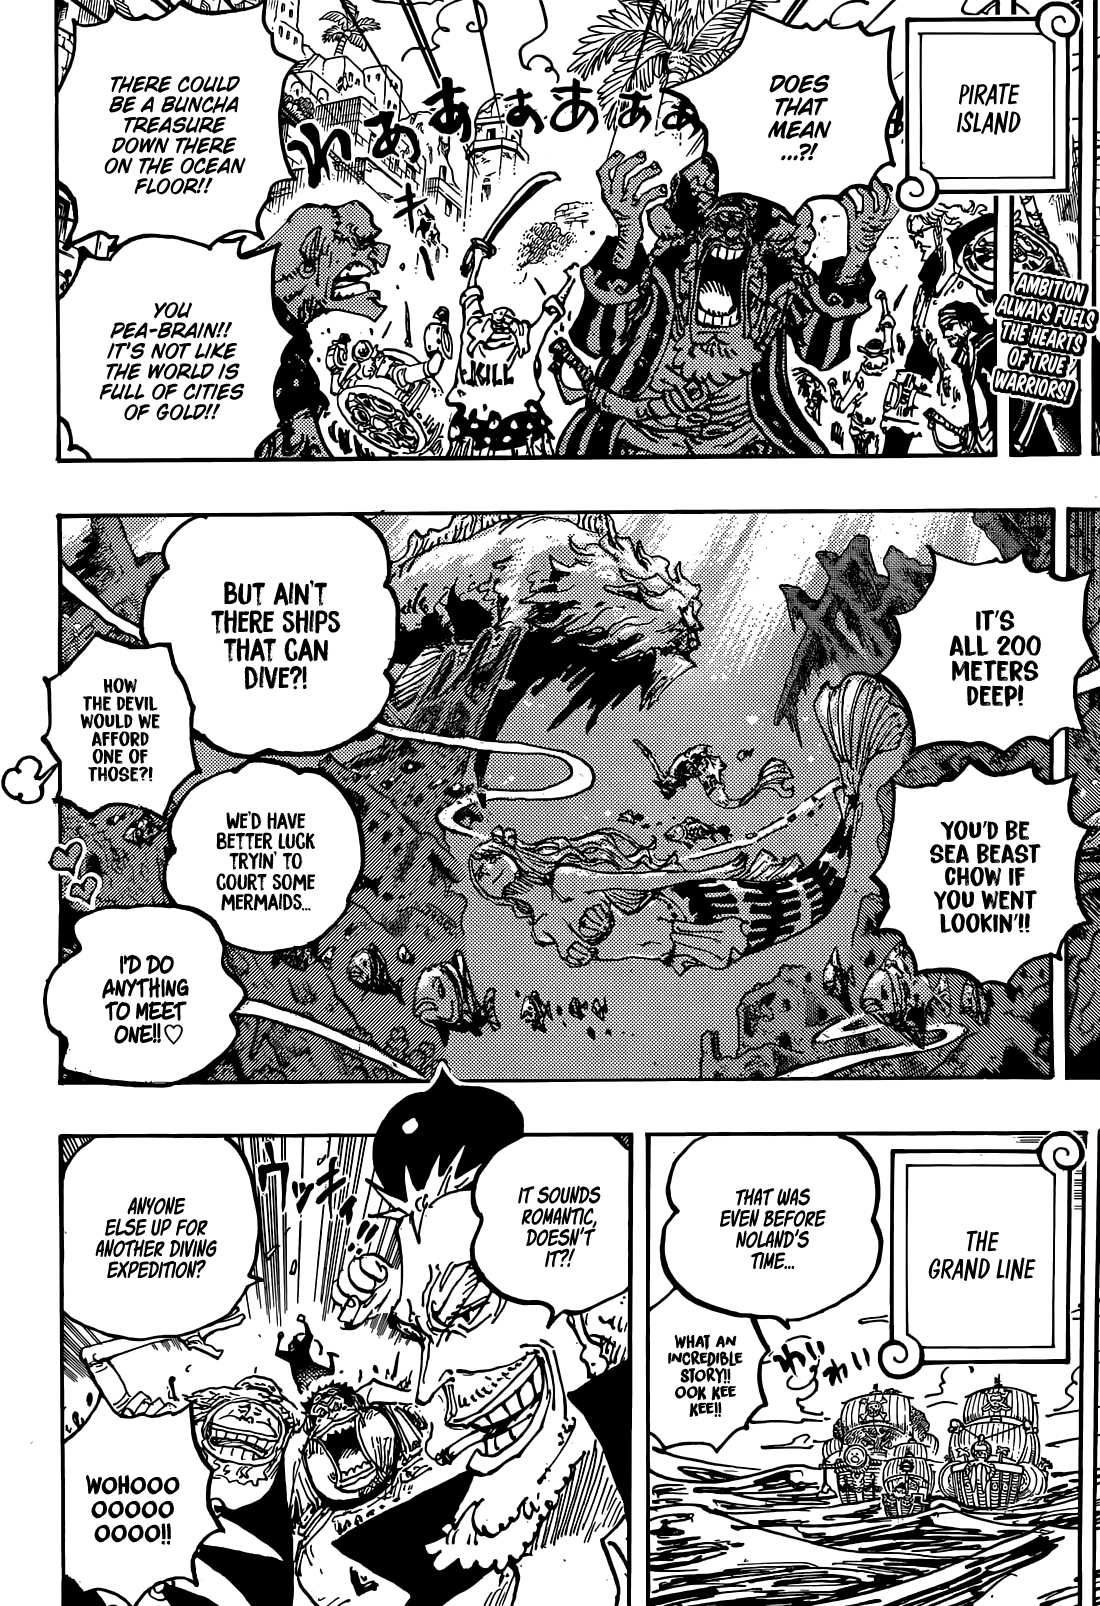 PIRATE
ISLAND
DOES
THAT
MEAN
...?!
THERE COULD
BE A BUNCHA
TREASURE
DOWN THERE
ON THE OCEAN
FLOOR!!
YOU
PEA-BRAIN!!
IT'S NOT LIKE
THE WORLD IS
FULL OF CITIES
OF GOLD!!
わあぁあぁあぁぁ
キ
KILL
AMBITION
ALWAYS FUELS
THE HEARTS
OF TRUE
WARRIORS!
IT'S
ALL 200
METERS
DEEP!
YOU'D BE
SEA BEAST
CHOW IF
YOU WENT
LOOKIN'!!
BUT AIN'T
THERE SHIPS
THAT CAN
DIVE?!
HOW
THE DEVIL
WOULD WE
AFFORD
ONE OF
THOSE?!
WE'D HAVE
BETTER LUCK
TRYIN' TO
COURT SOME
MERMAIDS...
I'D DO
ANYTHING
TO MEET
ONE!!♡
THE
GRAND LINE
THAT WAS
EVEN BEFORE
NOLAND'S
TIME...
WHAT AN
INCREDIBLE
STORY!!
OOK KEE
KEE!!
わい
わい
IT SOUNDS
ROMANTIC,
DOESN'T
IT?!
ウッキィ!!
ANYONE
ELSE UP FOR
ANOTHER DIVING
EXPEDITION?
WOHOOO
OOOOO
OOOO!!